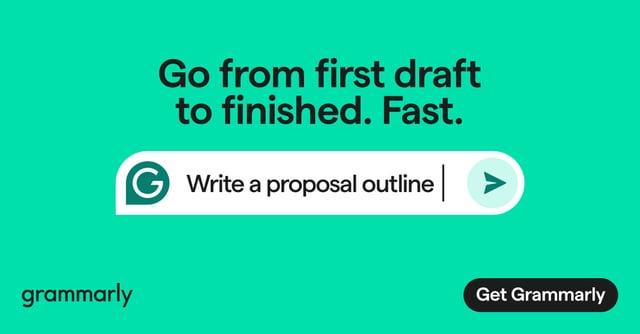 Go from first draft
to finished. Fast.
Write a proposal outline
grammarly
Get Grammarly